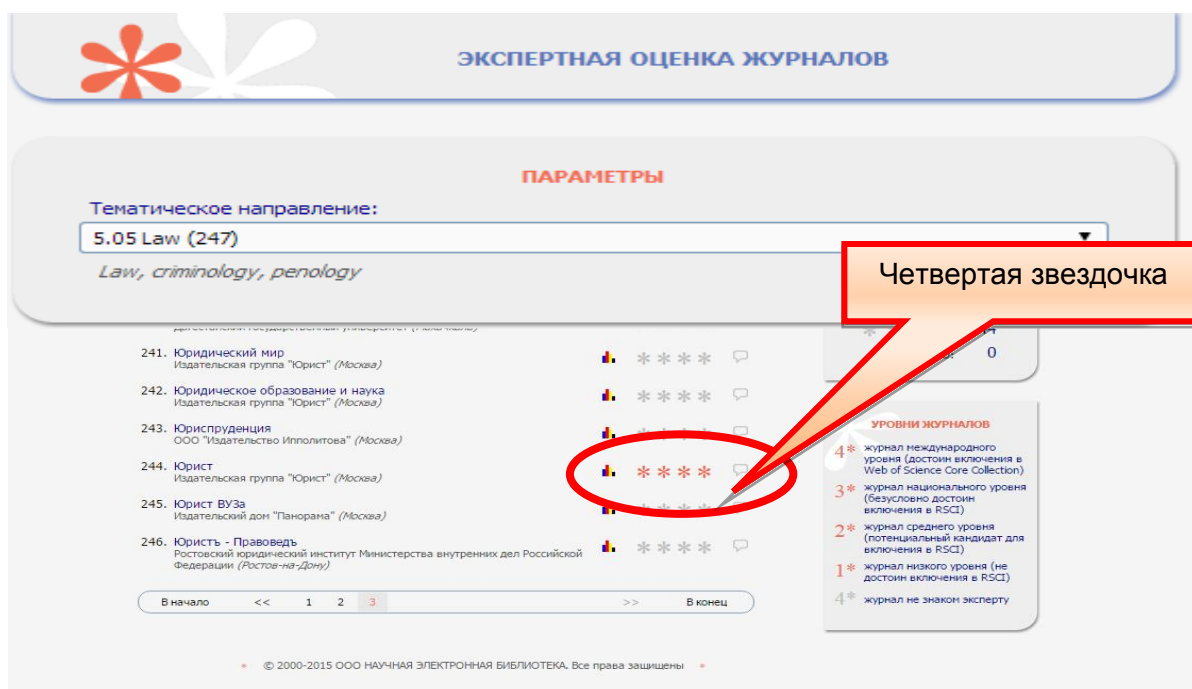 ЭКСПЕРТНАЯ ОЦЕНКА ЖУРНАЛОВ
ПАРАМЕТРЫ
Тематическое направление:
5.05 Law (247)
Law, criminology, penology
Четвертая звездочка
241. Юридический мир
Издательская группа "Юрист" (Москва)
242. Юридическое образование и наука
Издательская группа "Юрист" (Москва)
243. Юриспруденция
ООО "Издательство Ипполитова" (Москва)
244. Юрист
Издательская группа "Юрист" (Москва)
245. Юрист ВУЗа
Издательский дом "Панорама" (Москва)
246. Юристъ - Правоведъ
Ростовский юридический институт Министерства внутренних дел Российской
Федерации (Ростов-на-Дону)
В начало << 1 2 3 >> В конец
0
УРОВНИ ЖУРНАЛОВ
4* журнал международного
уровня (достоин включения в
Web of Science Core Collection)
3* журнал национального уровня
(безусловно достоин
включения в RSCI)
2* журнал среднего уровня
(потенциальный кандидат для
включения в RSCI)
1* журнал низкого уровня (не
достоин включения в RSCI)
4* журнал не знаком эксперту
© 2000-2015 ООО НАУЧНАЯ ЭЛЕКТРОННАЯ БИБЛИОТЕКА. Все права защищены